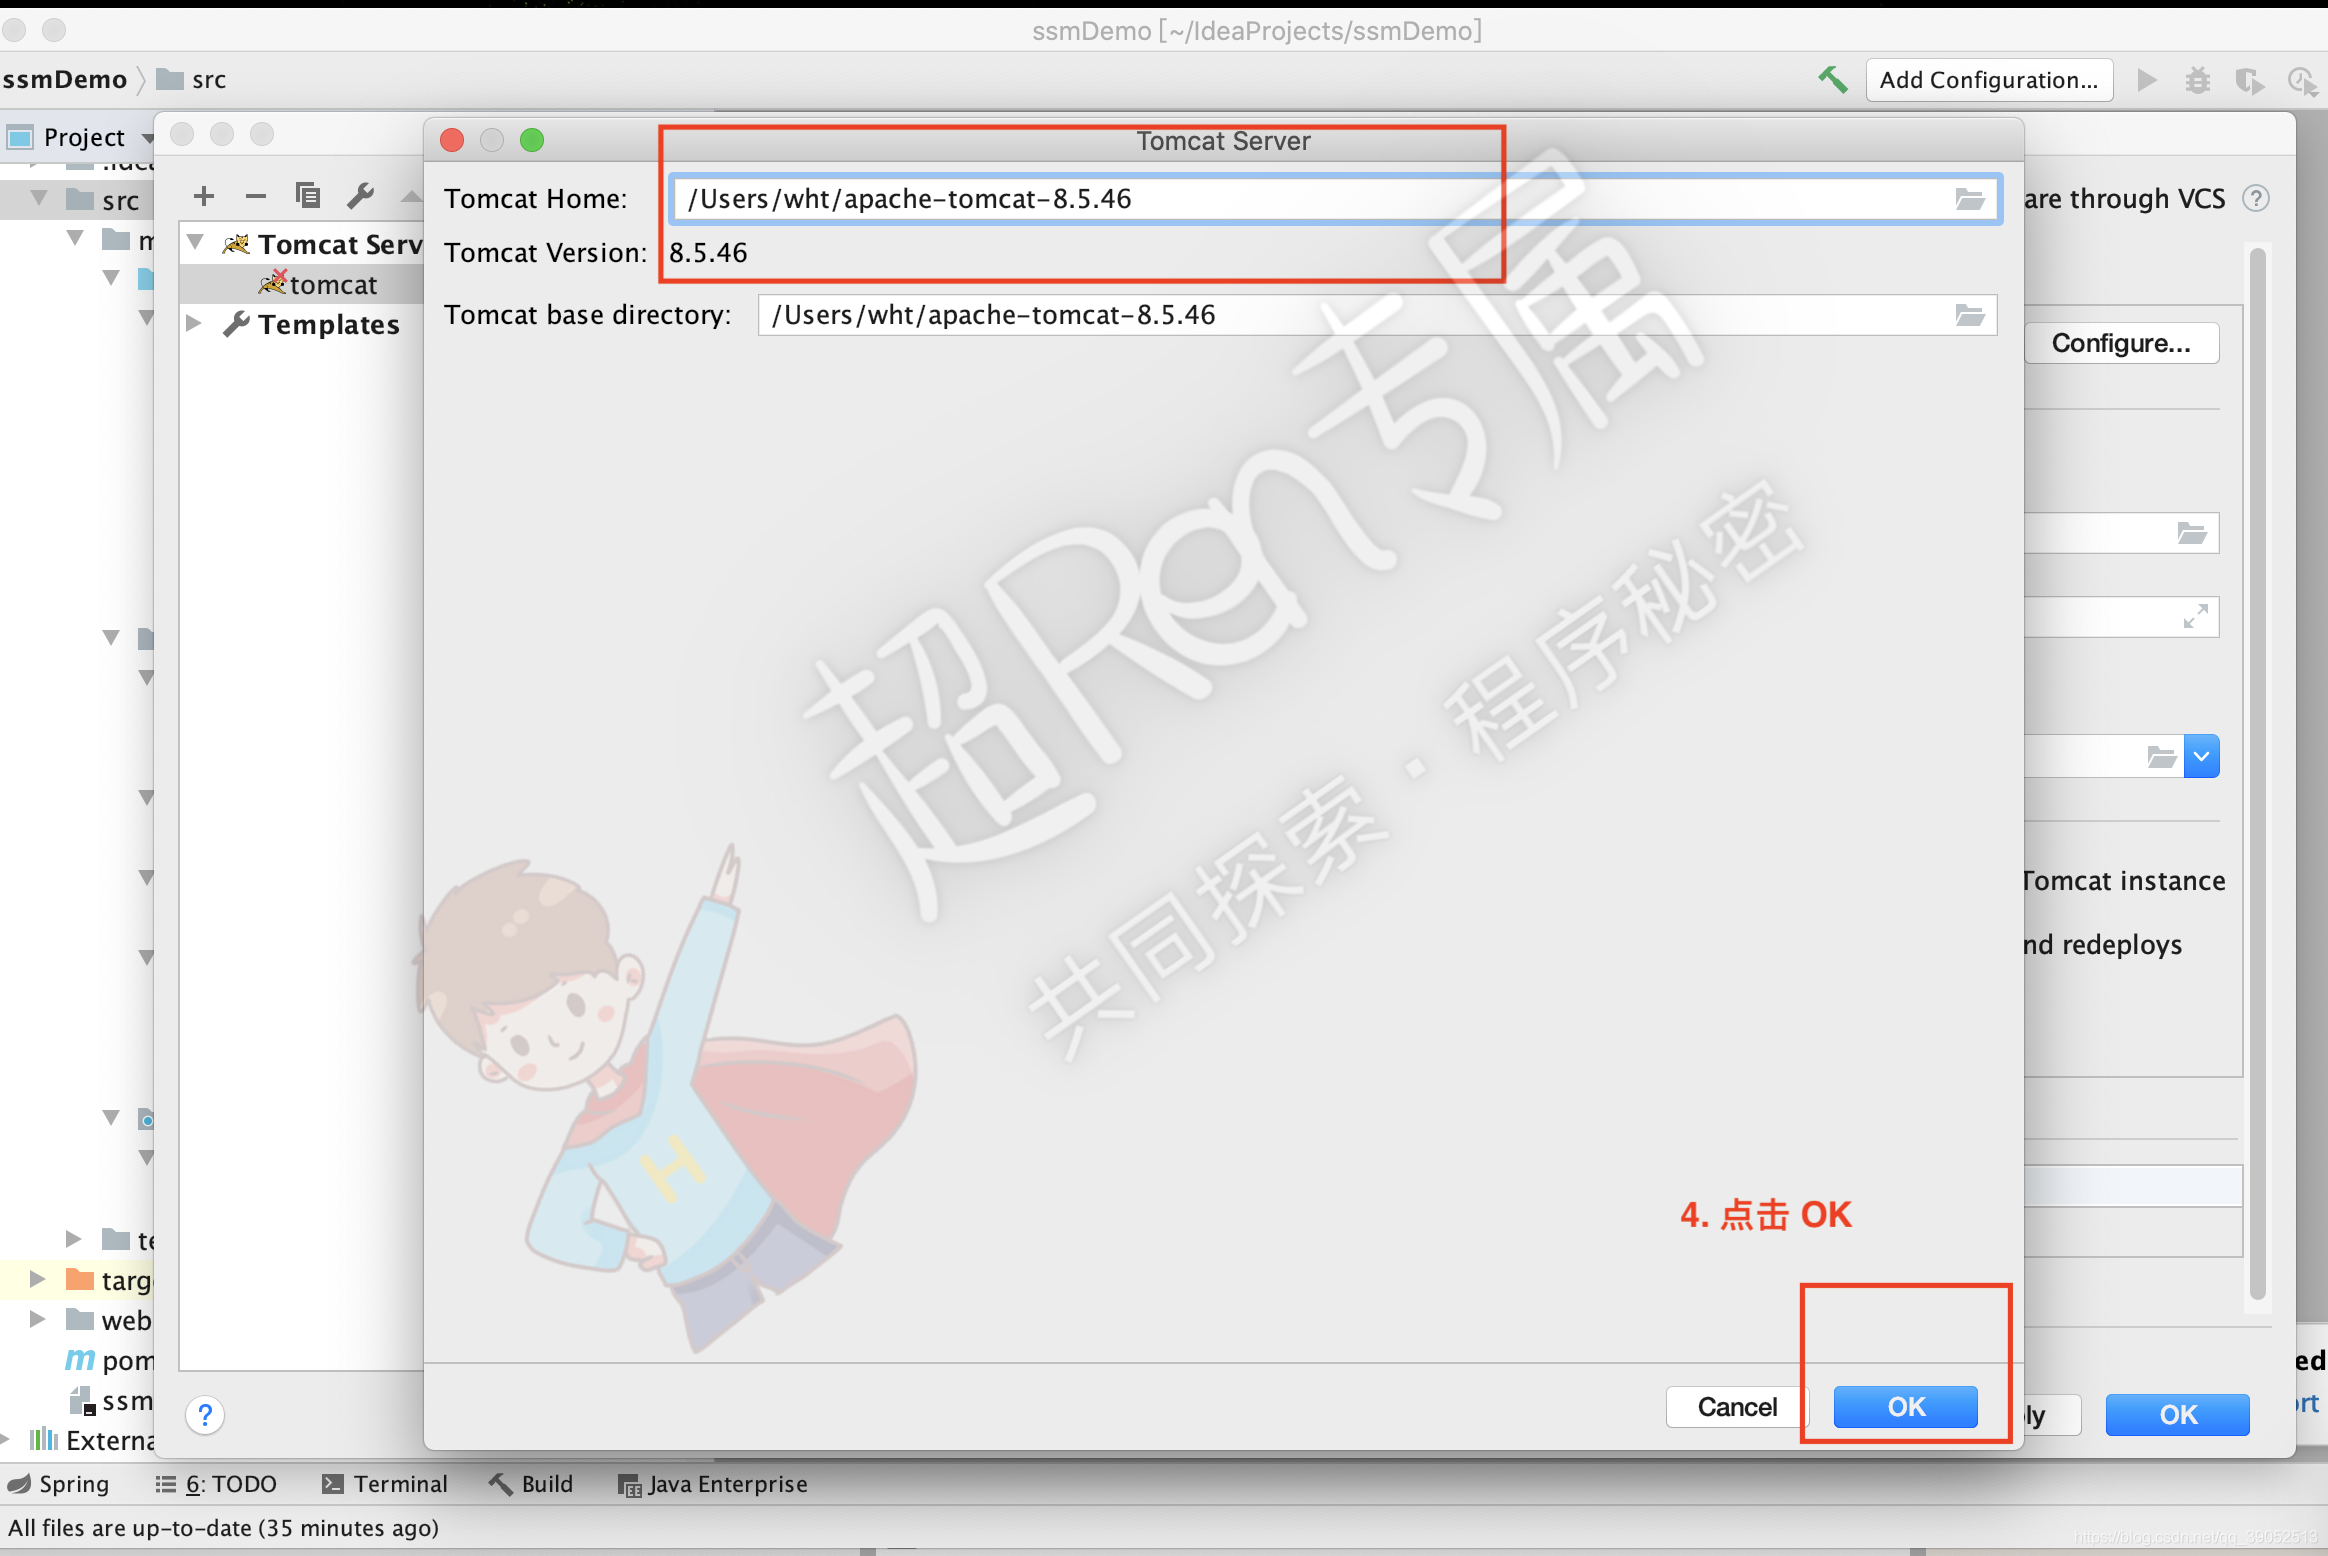 ssmDemo [~/IdeaProjects/ssmDemo]
ssmDemo src
Add Configuration...
Project
Tomcat Server
src
Tomcat Home: /Users/wht/apache-tomcat-8.5.46
are through VCS ?
Tomcat Serv
Tomcat Version: 8.5.46
tomcat
Tomcat base directory: /Users/wht/apache-tomcat-8.5.46
Templates
Configure...
超Ran专属
共同探索·程序秘密
Tomcat instance
nd redeploys
H
4. 点击 OK
te
targ
web
pom
ssm
Externa
?
Cancel
OK
ly
OK
ed
rt
Spring
6: TODO
Terminal
Build
Java Enterprise
All files are up-to-date (35 minutes ago)
https://blog.csdn.net/qq_39052513